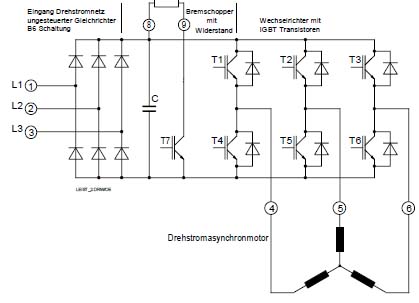 Eingang Drehstromnetz
ungesteuerter Gleichrichter
B6 Schaltung
Bremschopper
mit
Widerstand
Wechselrichter mit
IGBT Transistoren
8
9
L1 1
L2 2
L3 3
C
T7
T1
T2
T3
T4
T5
T6
4
5
6
Drehstromasynchronmotor